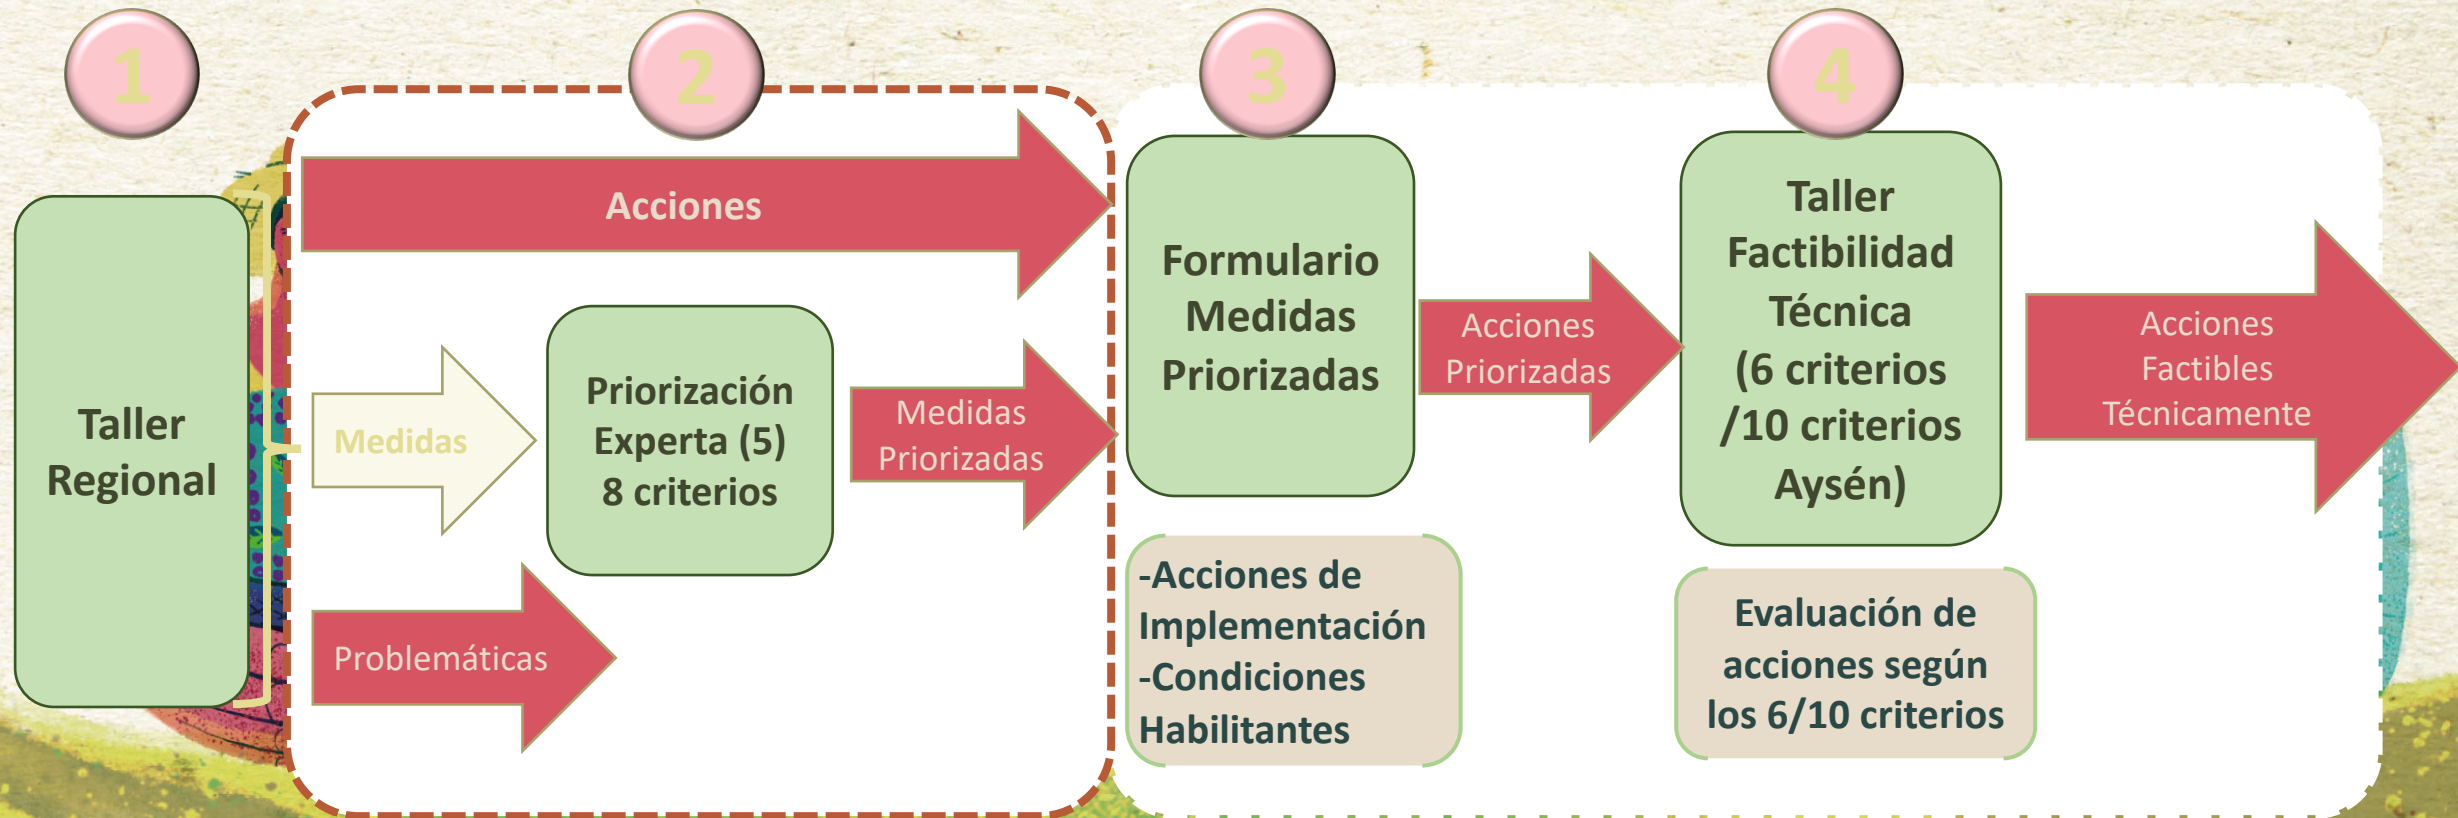 1
2
3
4
Taller
Regional
Acciones
Medidas
Priorización
Experta (5)
8 criterios
Medidas
Priorizadas
Problemáticas
Formulario
Medidas
Priorizadas
-Acciones de
Implementación
-Condiciones
Habilitantes
Acciones
Priorizadas
Taller
Factibilidad
Técnica
(6 criterios
/10 criterios
Aysén)
Evaluación de
acciones según
los 6/10 criterios
Acciones
Factibles
Técnicamente